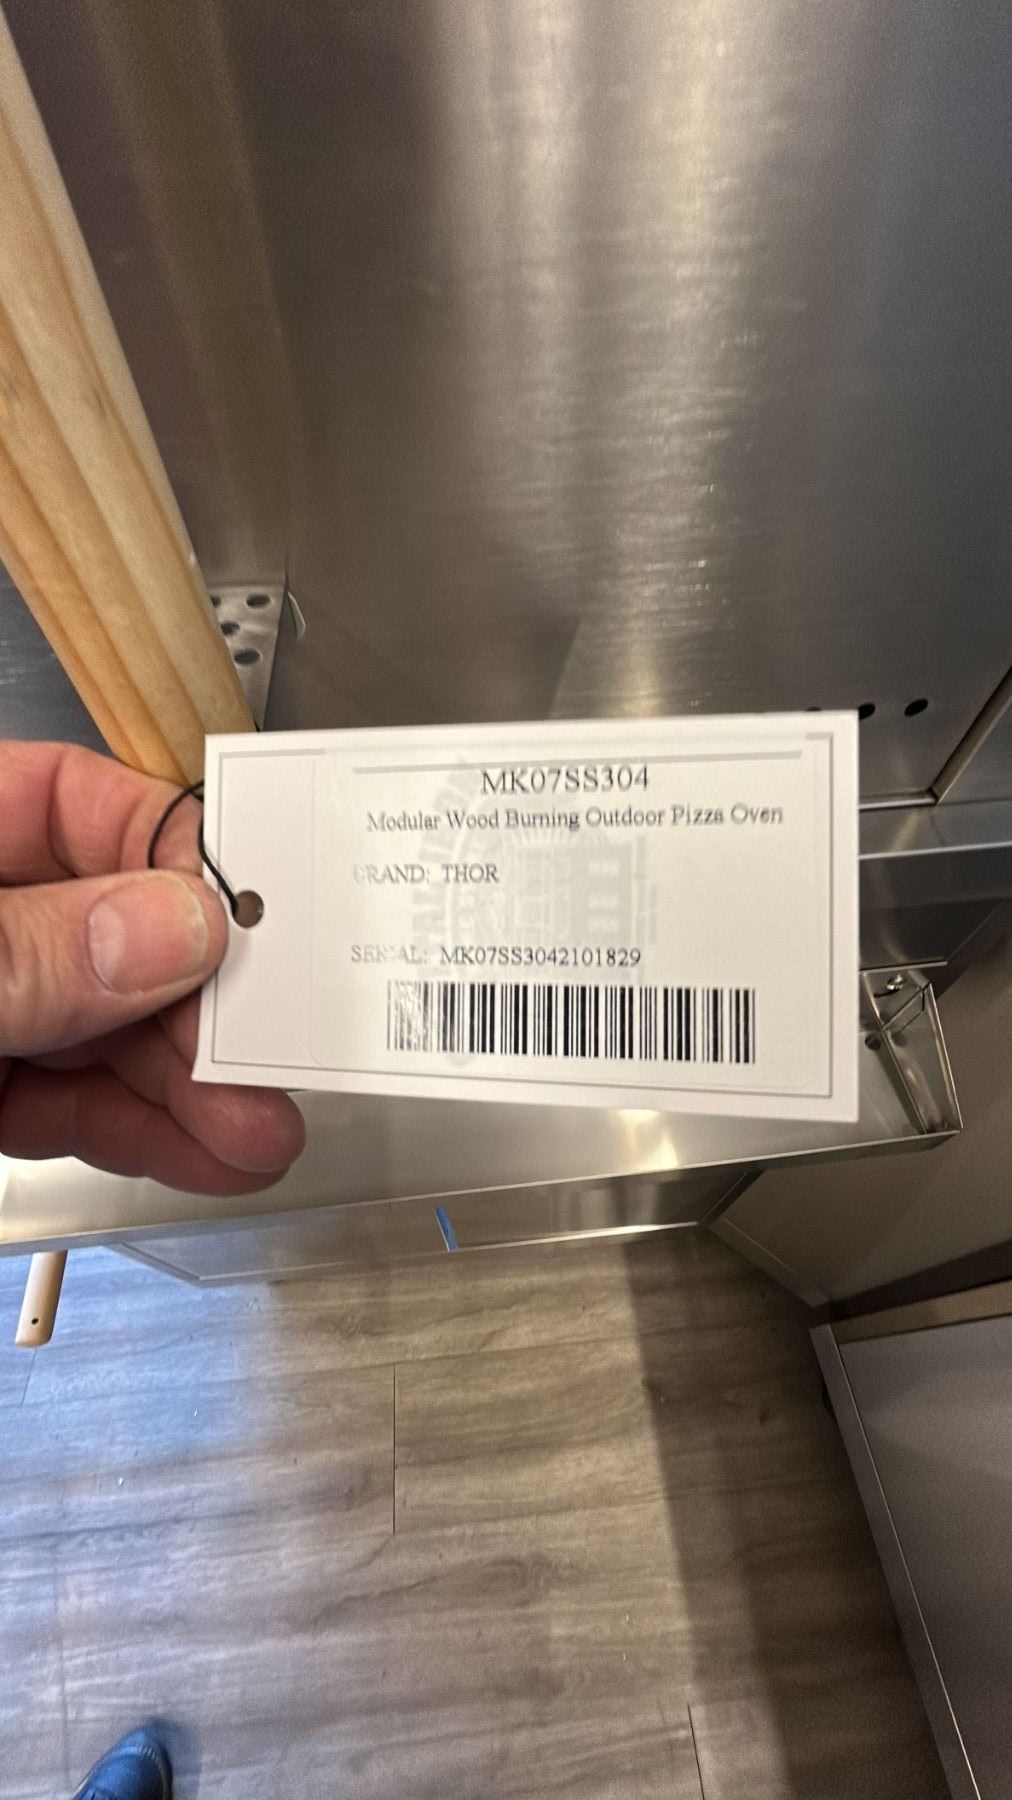 MK07SS304
Modular Wood Burning Outdoor Pizza Oven
BRAND: THOR
SERIAL: MK07SS3042101829